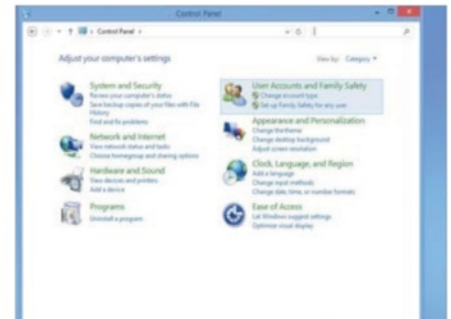 Control Panel
Control Panel
Adjust your computer's settings
View by: Category
System and Security
Review your computer's status
Save backup copies of your files with File
History
Find and fix problems
Network and Internet
View network status and tasks
Choose homegroup and sharing options
Hardware and Sound
View devices and printers
Add a device
Programs
Uninstall a program
User Accounts and Family Safety
Change account type
Set up Family Safety for any user
Appearance and Personalization
Change the theme
Change desktop background
Adjust screen resolution
Clock, Language, and Region
Add a language
Change input methods
Change date, time, or number formats
Ease of Access
Let Windows suggest settings
Optimize visual display